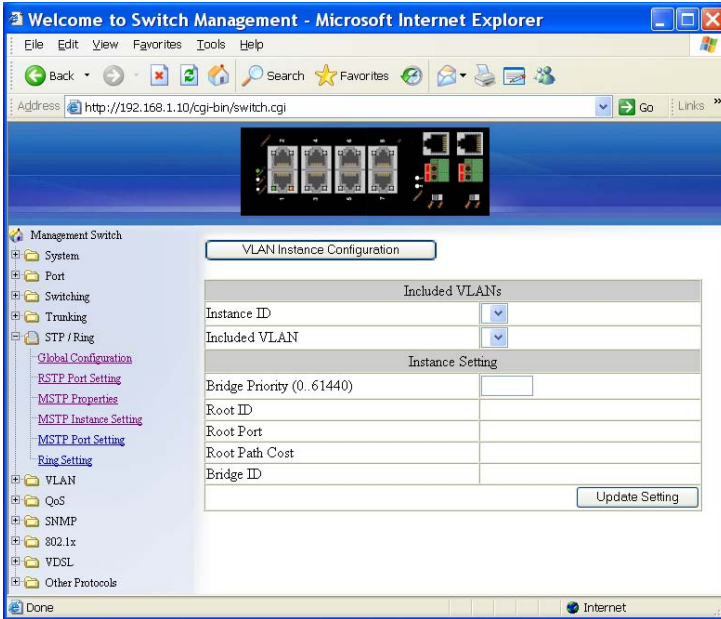 Welcome to Switch Management - Microsoft Internet Explorer
File Edit View Favorites Tools Help
Back Search Favorites
Address http://192.168.1.10/cgi-bin/switch.cgi Go Links »
Management Switch
System
Port
Switching
Trunking
STP / Ring
Global Configuration
RSTP Port Setting
MSTP Properties
MSTP Instance Setting
MSTP Port Setting
Ring Setting
VLAN
QoS
SNMP
802.1x
VDSL
Other Protocols
VLAN Instance Configuration
Included VLANs
Instance ID
Included VLAN
Instance Setting
Bridge Priority (0..61440)
Root ID
Root Port
Root Path Cost
Bridge ID
Update Setting
Done Internet